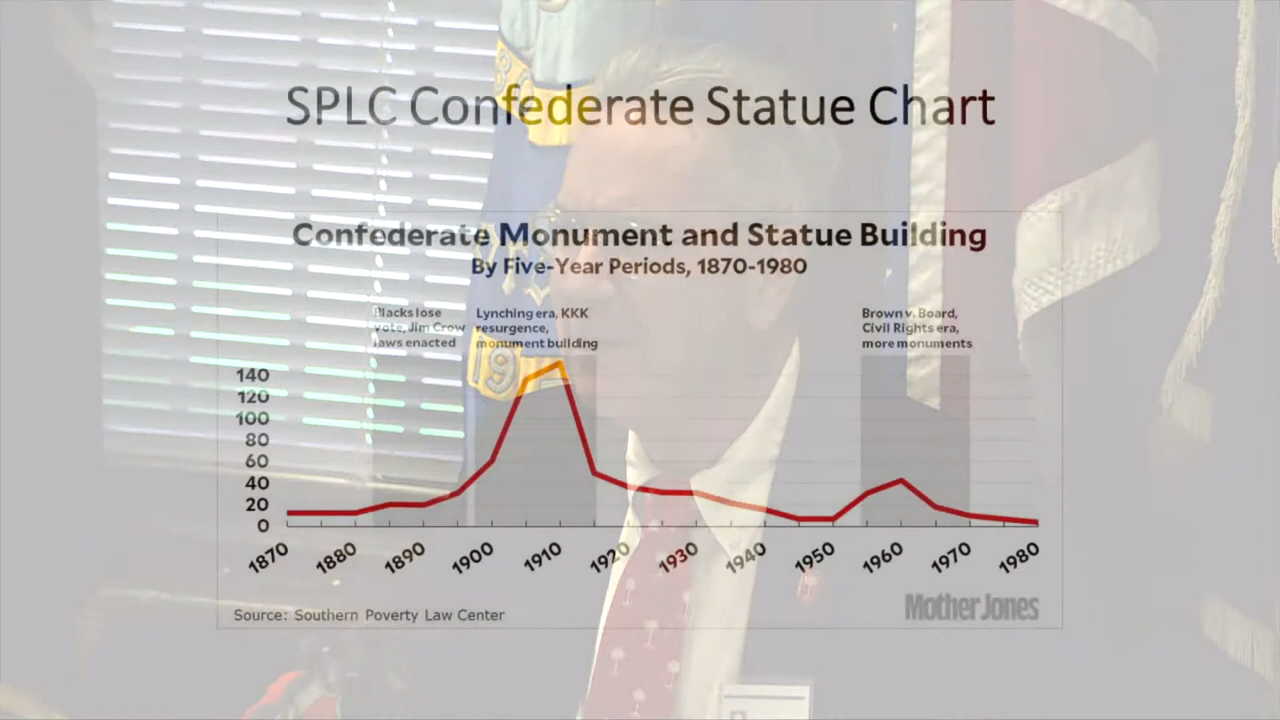 SPLC Confederate Statue Chart
Confederate Monument and Statue Building
By Five-Year Periods, 1870-1980
Blacks lose
vote, Jim Crow
laws enacted
Lynching era, KKK
resurgence,
monument building
Brown v. Board,
Civil Rights era,
more monuments
140
120
100
80
60
40
20
0
1870
1880
1890
1900
1910
1920
1930
1940
1950
1960
1970
1980
Source: Southern Poverty Law Center
Mother Jones
19